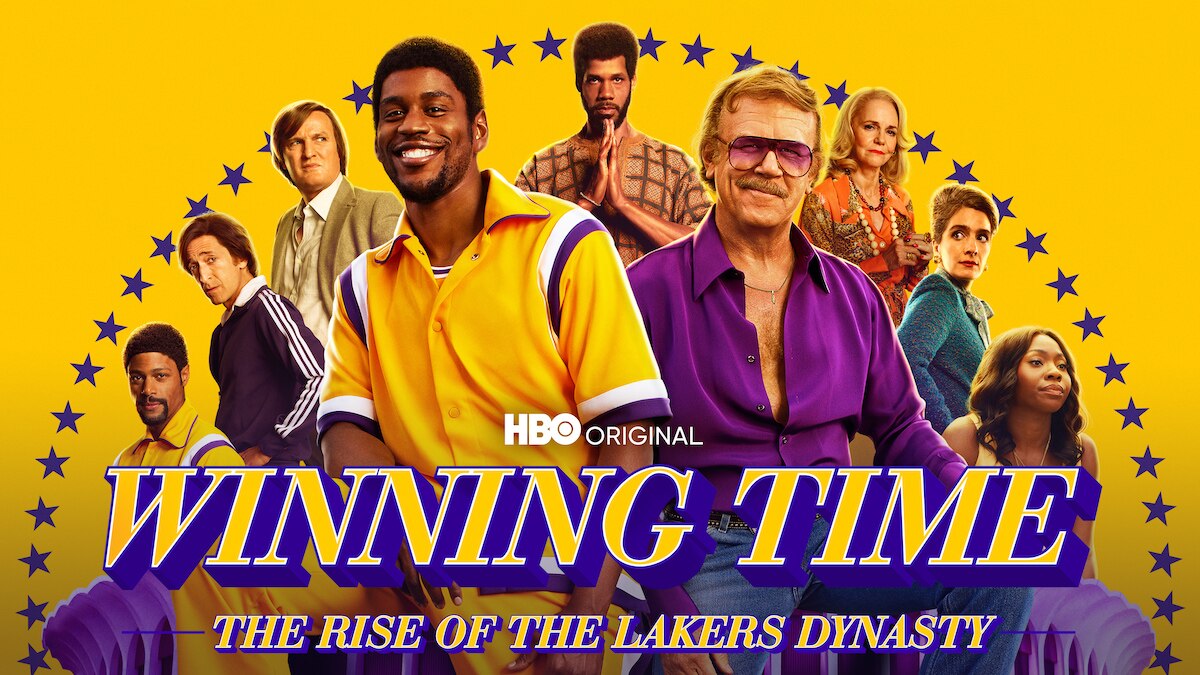 HBO ORIGINAL
WINNING TIME
THE RISE OF THE LAKERS DYNASTY